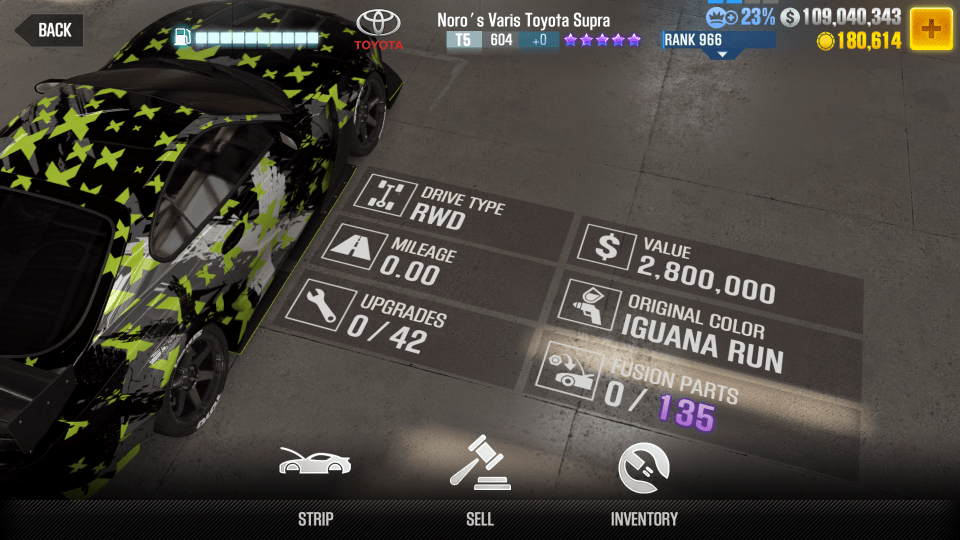 BACK
TOYOTA
Noro's Varis Toyota Supra
T5 604 +0
RANK 966
23% $ 109,040,343
180,614
DRIVE TYPE
RWD
MILEAGE
0.00
UPGRADES
0 / 42
$ VALUE
2,800,000
ORIGINAL COLOR
IGUANA RUN
FUSION PARTS
0 / 135
STRIP
SELL
INVENTORY